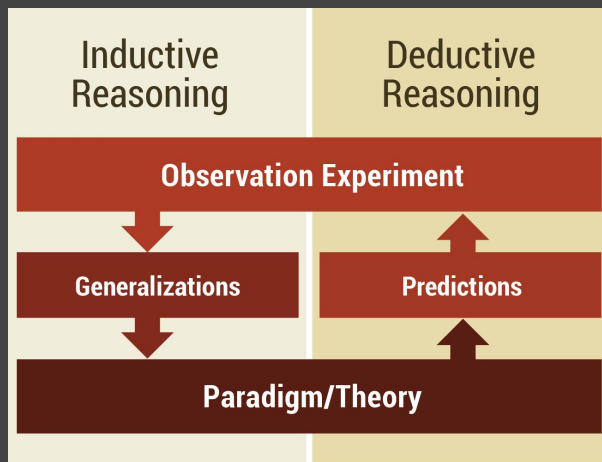 Inductive
Reasoning
Deductive
Reasoning
Observation Experiment
Generalizations
Predictions
Paradigm/Theory